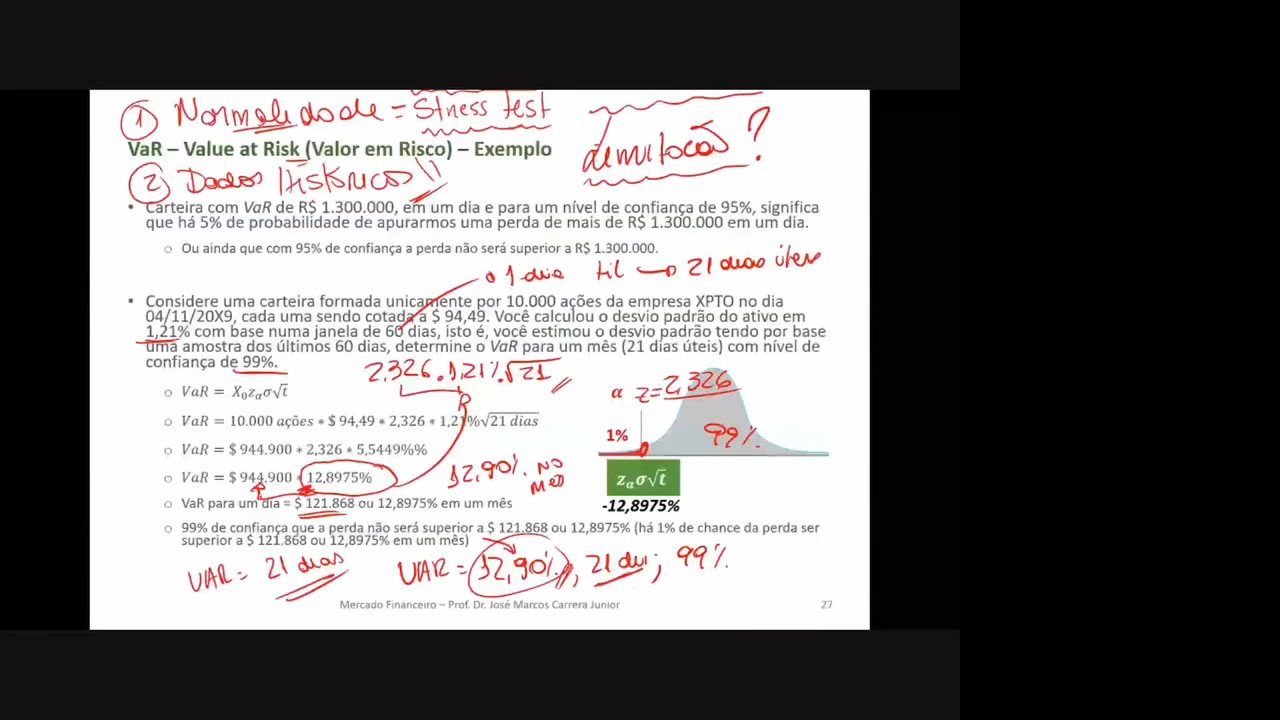 ① Normalidade = Stress test
VaR – Value at Risk (Valor em Risco) – Exemplo
② Dados Históricos!!
?
• Carteira com VaR de R$ 1.300.000, em um dia e para um nível de confiança de 95%, significa
que há 5% de probabilidade de apurarmos uma perda de mais de R$ 1.300.000 em um dia.
○ Ou ainda que com 95% de confiança a perda não será superior a R$ 1.300.000.
1 dia útil → 21 dias úteis
• Considere uma carteira formada unicamente por 10.000 ações da empresa XPTO no dia
04/11/20X9, cada uma sendo cotada a $ 94,49. Você calculou o desvio padrão do ativo em
1,21% com base numa janela de 60 dias, isto é, você estimou o desvio padrão tendo por base
uma amostra dos últimos 60 dias, determine o VaR para um mês (21 dias úteis) com nível de
confiança de 99%.
2,326 . 1,21% . √21
○ VaR = X₀zₐσ√t
○ VaR = 10.000 ações * $ 94,49 * 2,326 * 1,21%√21 dias
○ VaR = $ 944.900 * 2,326 * 5,5449%%
○ VaR = $ 944.900 * 12,8975%
12,90% no
mês
○ VaR para um dia = $ 121.868 ou 12,8975% em um mês
○ 99% de confiança que a perda não será superior a $ 121.868 ou 12,8975% (há 1% de chance da perda ser
superior a $ 121.868 ou 12,8975% em um mês)
α z = 2,326
1% 99%
zₐσ√t
-12,8975%
VAR = 21 dias
VAR = 12,90%, 21 du; 99%
Mercado Financeiro – Prof. Dr. José Marcos Carrera Junior
27